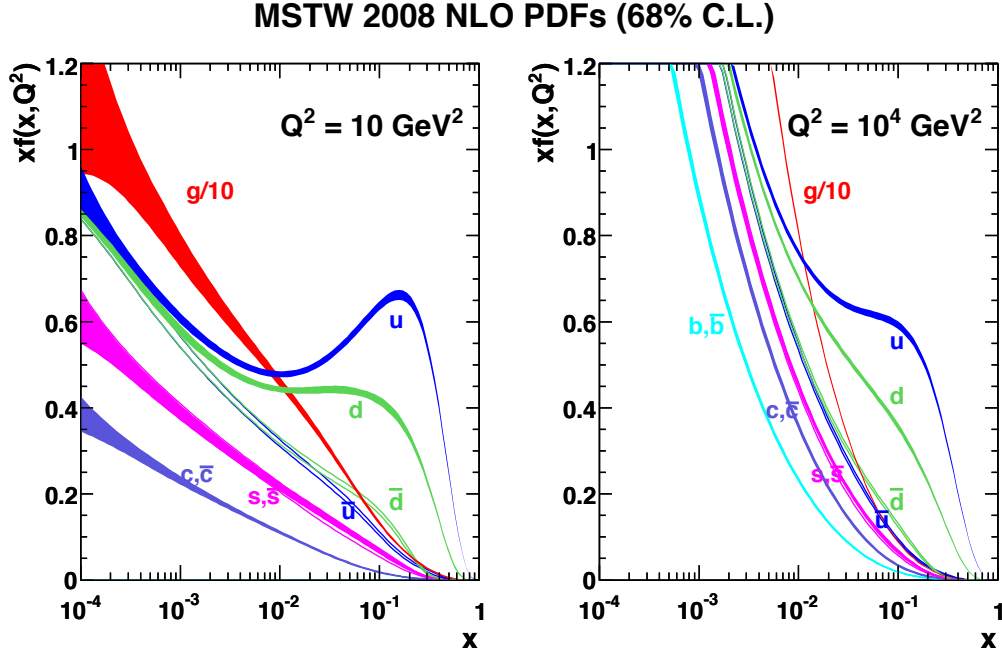 MSTW 2008 NLO PDFs (68% C.L.)
xf(x,Q²)
1.2
1
0.8
0.6
0.4
0.2
0
Q² = 10 GeV²
g/10
u
d
c,c̅
s,s̅
u̅
d̅
10⁻⁴
10⁻³
10⁻²
10⁻¹
1
x
xf(x,Q²)
1.2
1
0.8
0.6
0.4
0.2
0
Q² = 10⁴ GeV²
g/10
b,b̅
u
d
c,c̅
s,s̅
d̅
u̅
10⁻⁴
10⁻³
10⁻²
10⁻¹
1
x